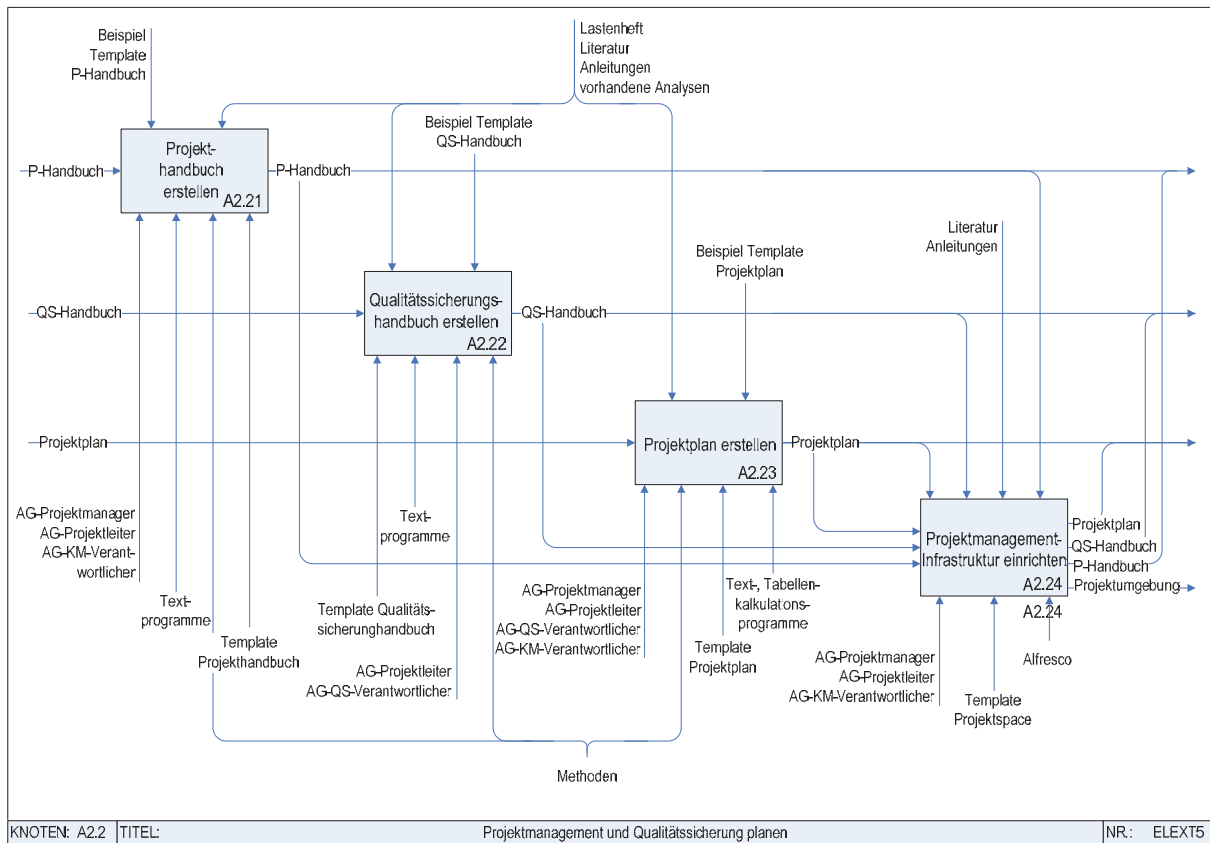 Beispiel
Template
P-Handbuch
Lastenheft
Literatur
Anleitungen
vorhandene Analysen
Beispiel Template
QS-Handbuch
P-Handbuch
Projekt-
handbuch
erstellen
A2.21
P-Handbuch
Literatur
Anleitungen
Beispiel Template
Projektplan
QS-Handbuch
Qualitätssicherungs-
handbuch erstellen
A2.22
QS-Handbuch
Projektplan
Projektplan erstellen
A2.23
Projektplan
AG-Projektmanager
AG-Projektleiter
AG-KM-Verant-
wortlicher
Text-
programme
Template
Projekthandbuch
Text-
programme
Template Qualitäts-
sicherunghandbuch
AG-Projektleiter
AG-QS-Verantwortlicher
AG-Projektmanager
AG-Projektleiter
AG-QS-Verantwortlicher
AG-KM-Verantwortlicher
Template
Projektplan
Text-, Tabellen-
kalkulations-
programme
Projektmanagement-
Infrastruktur einrichten
A2.24
A2.24
Projektplan
QS-Handbuch
P-Handbuch
Projektumgebung
AG-Projektmanager
AG-Projektleiter
AG-KM-Verantwortlicher
Template
Projektspace
Alfresco
Methoden
KNOTEN: A2.2 TITEL: Projektmanagement und Qualitätssicherung planen NR.: ELEXT5